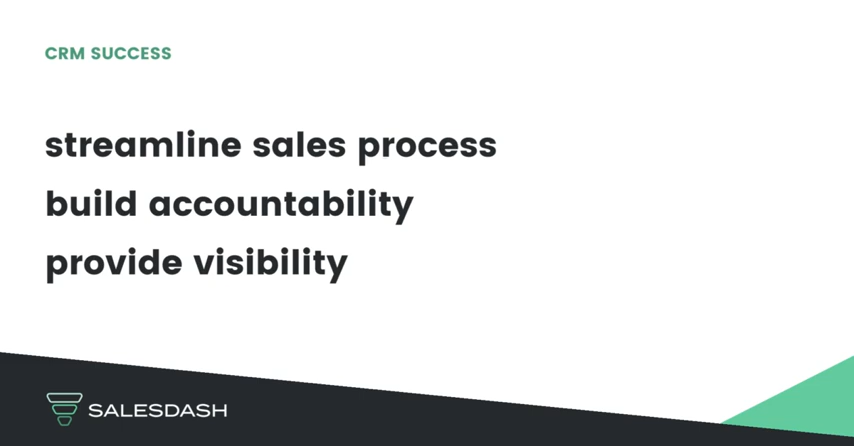 CRM SUCCESS
streamline sales process
build accountability
provide visibility
SALESDASH